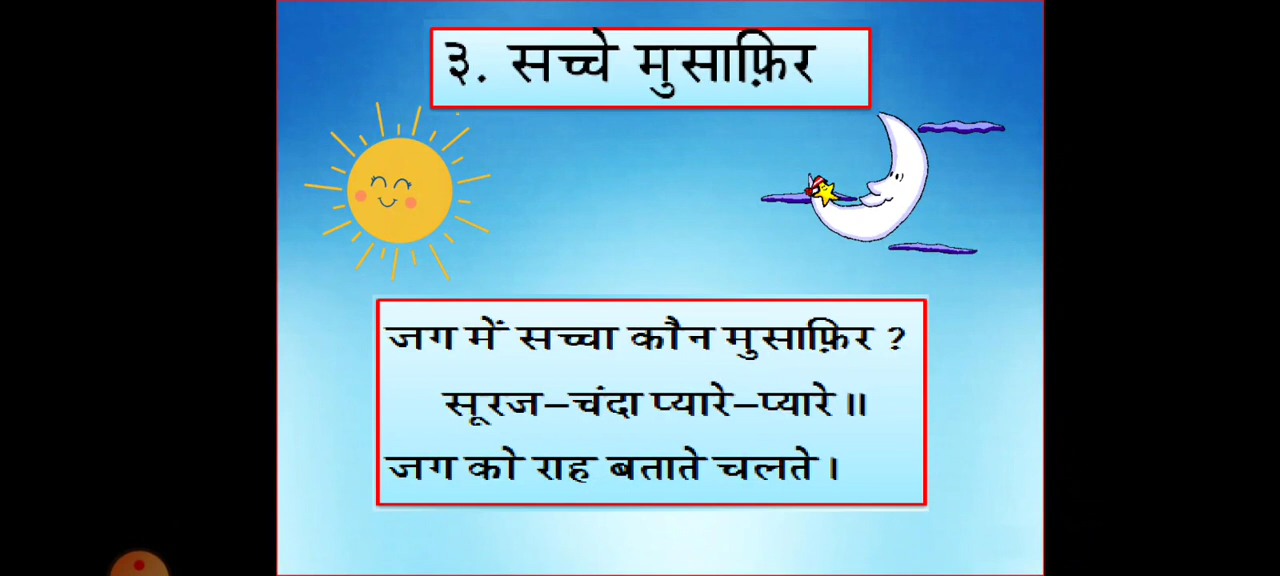 ३. सच्चे मुसाफ़िर
जग में सच्चा कौन मुसाफ़िर ?
सूरज–चंदा प्यारे–प्यारे॥
जग को राह बताते चलते।